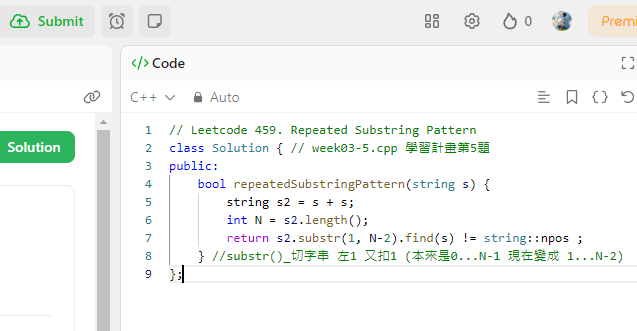 Submit
0
Premi
</> Code
C++ Auto
Solution
1 // Leetcode 459. Repeated Substring Pattern
2 class Solution { // week03-5.cpp 學習計畫第5題
3 public:
4     bool repeatedSubstringPattern(string s) {
5         string s2 = s + s;
6         int N = s2.length();
7         return s2.substr(1, N-2).find(s) != string::npos ;
8     } //substr()_切字串 左1 又扣1 (本來是0...N-1 現在變成 1...N-2)
9 };